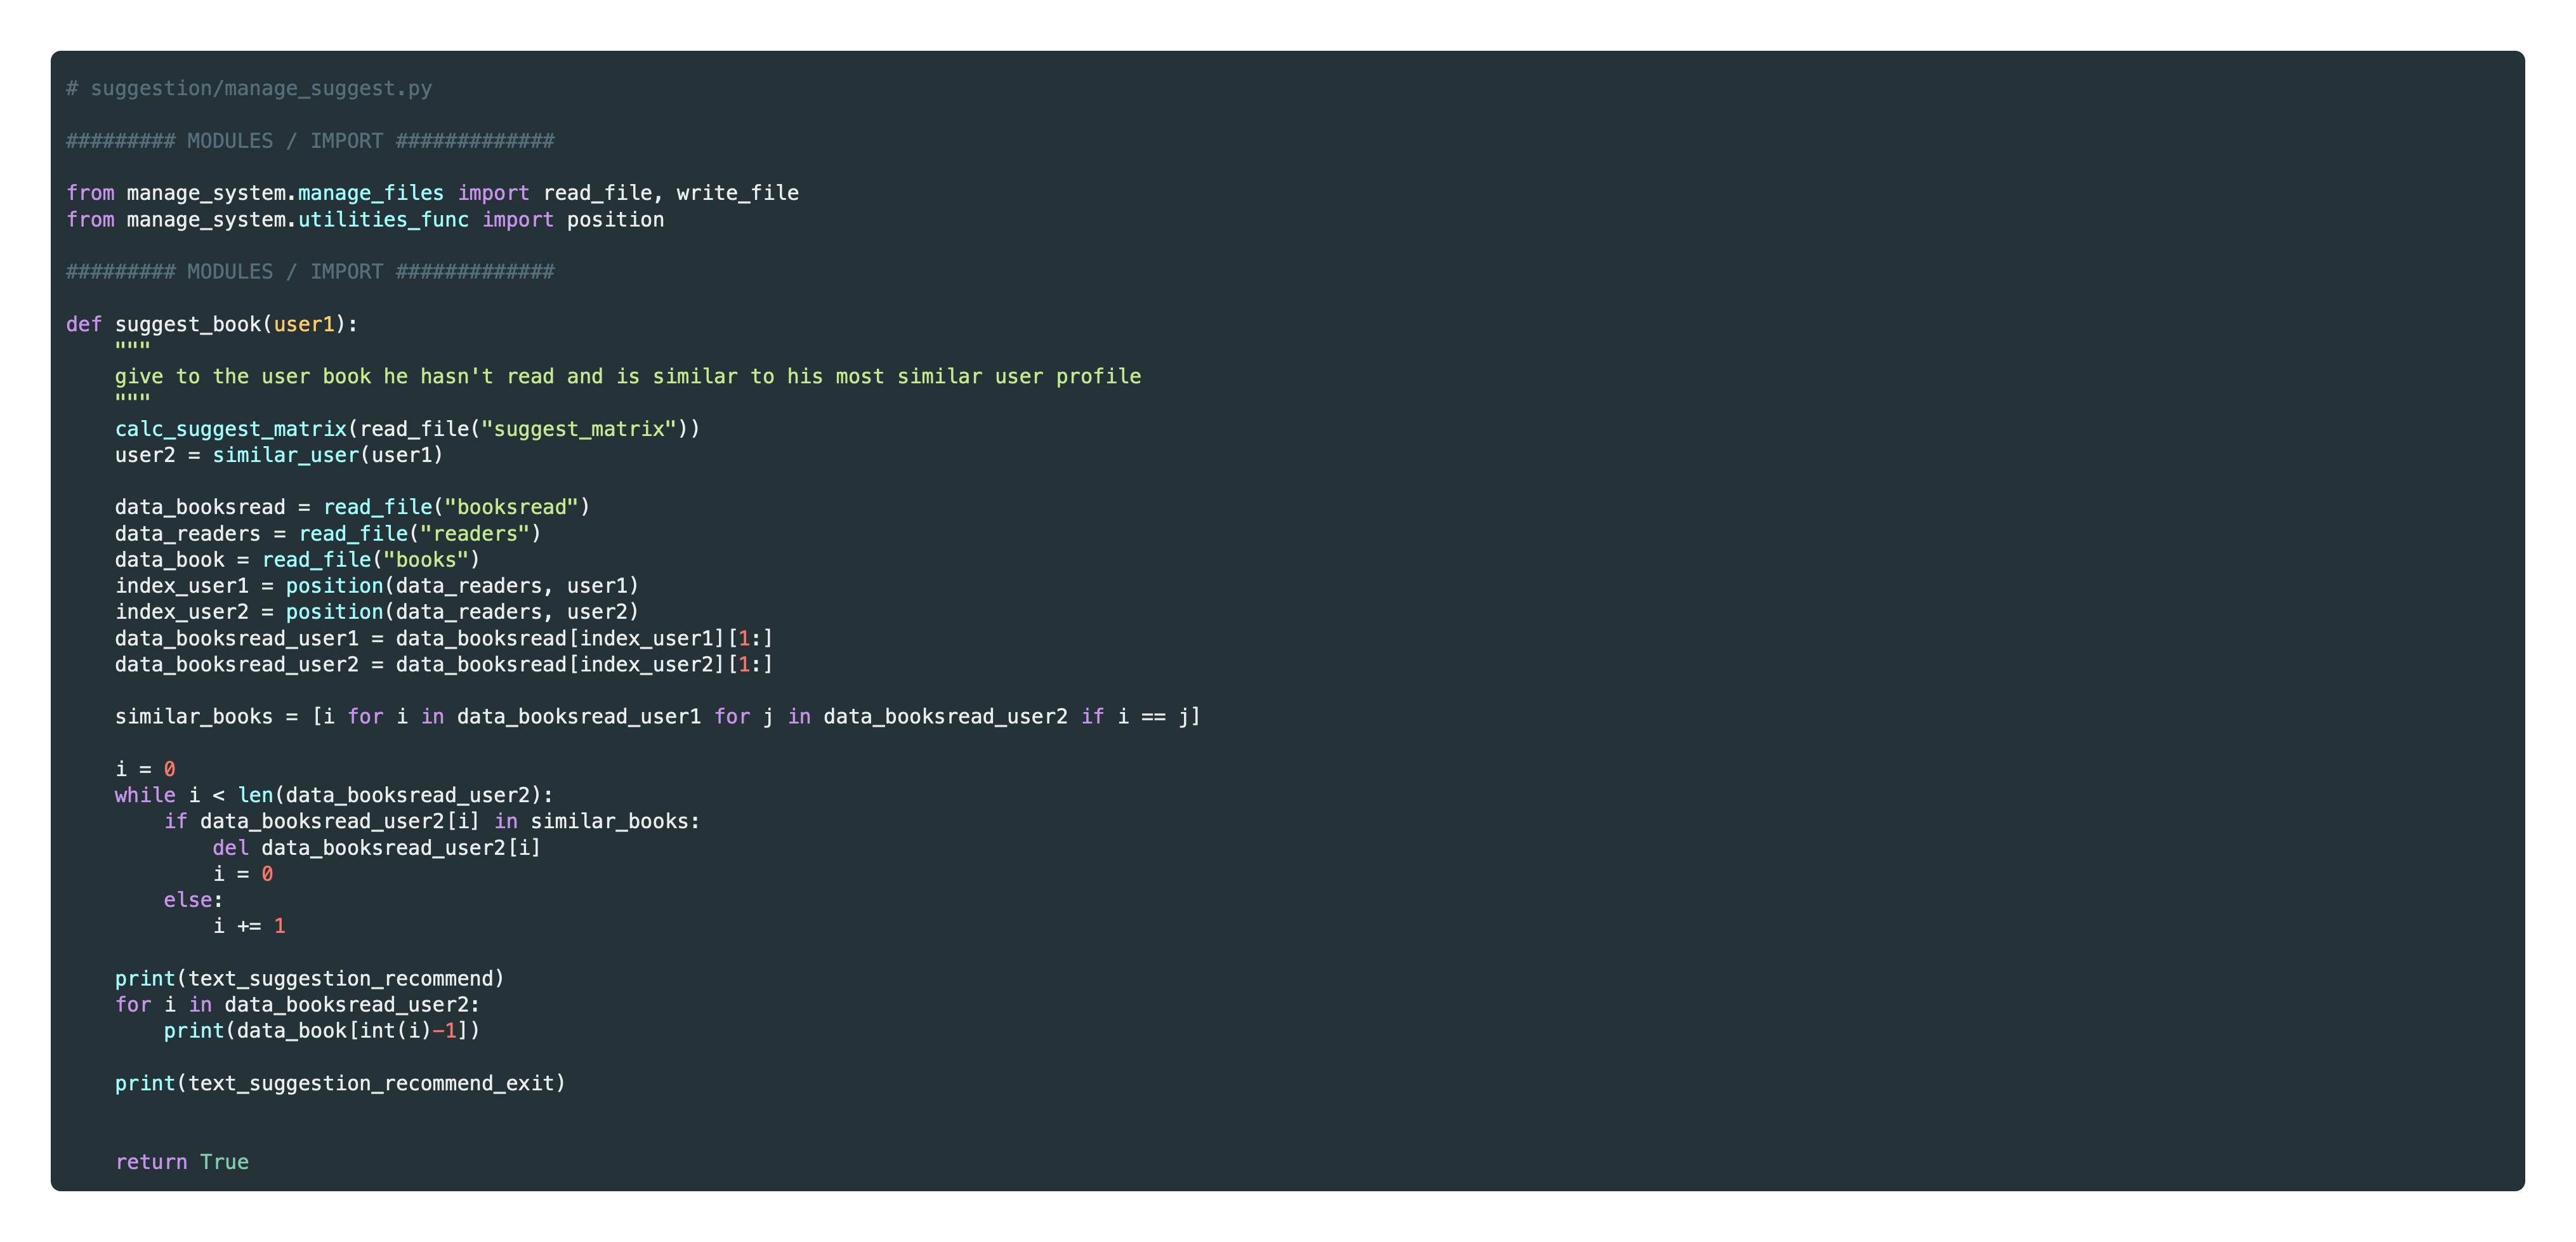 # suggestion/manage_suggest.py
######### MODULES / IMPORT #############
from manage_system.manage_files import read_file, write_file
from manage_system.utilities_func import position
######### MODULES / IMPORT #############
def suggest_book(user1):
    """
    give to the user book he hasn't read and is similar to his most similar user profile
    """
    calc_suggest_matrix(read_file("suggest_matrix"))
    user2 = similar_user(user1)
    data_booksread = read_file("booksread")
    data_readers = read_file("readers")
    data_book = read_file("books")
    index_user1 = position(data_readers, user1)
    index_user2 = position(data_readers, user2)
    data_booksread_user1 = data_booksread[index_user1][1:]
    data_booksread_user2 = data_booksread[index_user2][1:]
    similar_books = [i for i in data_booksread_user1 for j in data_booksread_user2 if i == j]
    i = 0
    while i < len(data_booksread_user2):
        if data_booksread_user2[i] in similar_books:
            del data_booksread_user2[i]
            i = 0
        else:
            i += 1
    print(text_suggestion_recommend)
    for i in data_booksread_user2:
        print(data_book[int(i)-1])
    print(text_suggestion_recommend_exit)
    return True